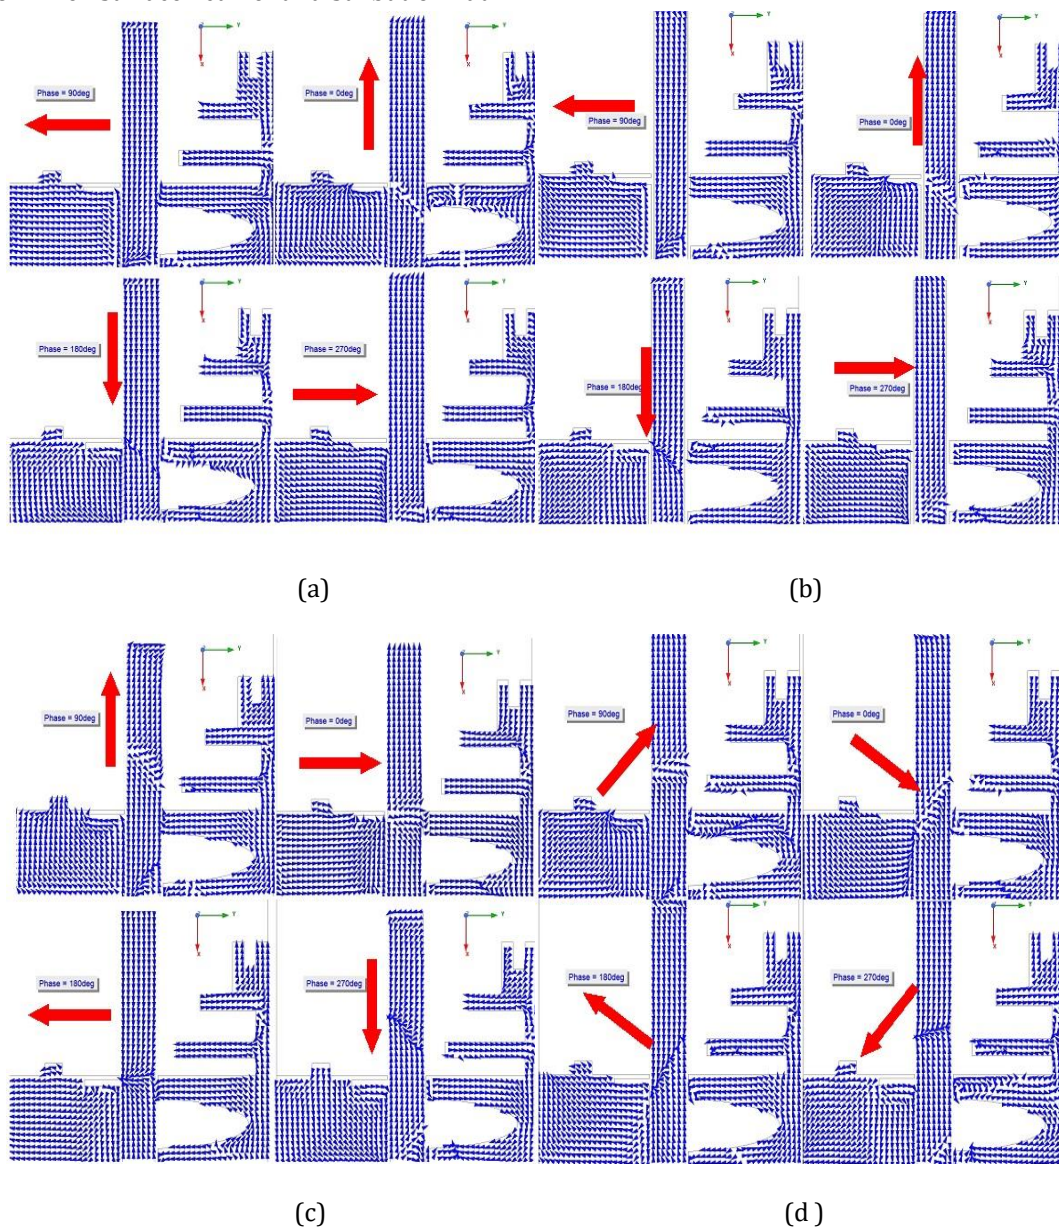 Phase = 90deg
Phase = 0deg
Phase = 90deg
Phase = 0deg
Y
X
Y
X
Y
X
Y
X
Phase = 180deg
Phase = 270deg
Phase = 180deg
Phase = 270deg
Y
X
Y
X
Y
X
Y
X
(a)
(b)
Phase = 90deg
Phase = 0deg
Phase = 90deg
Phase = 0deg
Y
X
Y
X
Y
X
Y
X
Phase = 180deg
Phase = 270deg
Phase = 180deg
Phase = 270deg
Y
X
Y
X
Y
X
Y
X
(c)
(d )